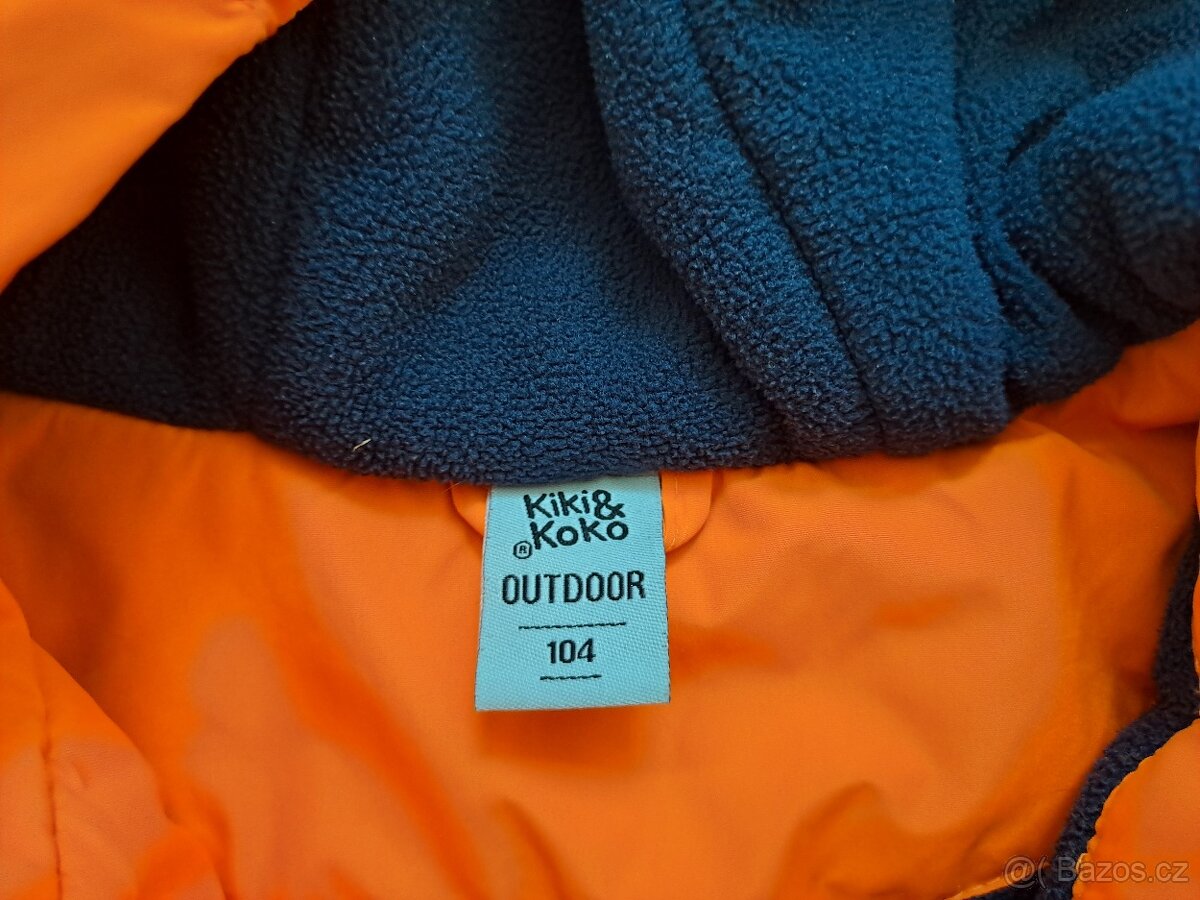 Kiki&
® KoKo
OUTDOOR
104
@( Bazos.cz